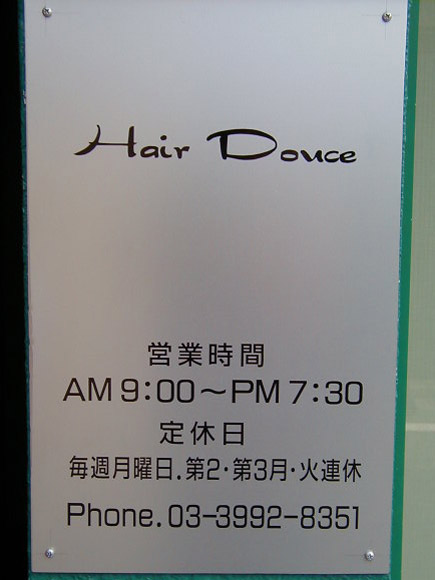 Hair Douce
営業時間
AM 9:00～PM 7:30
定休日
毎週月曜日.第2・第3月・火連休
Phone. 03-3992-8351